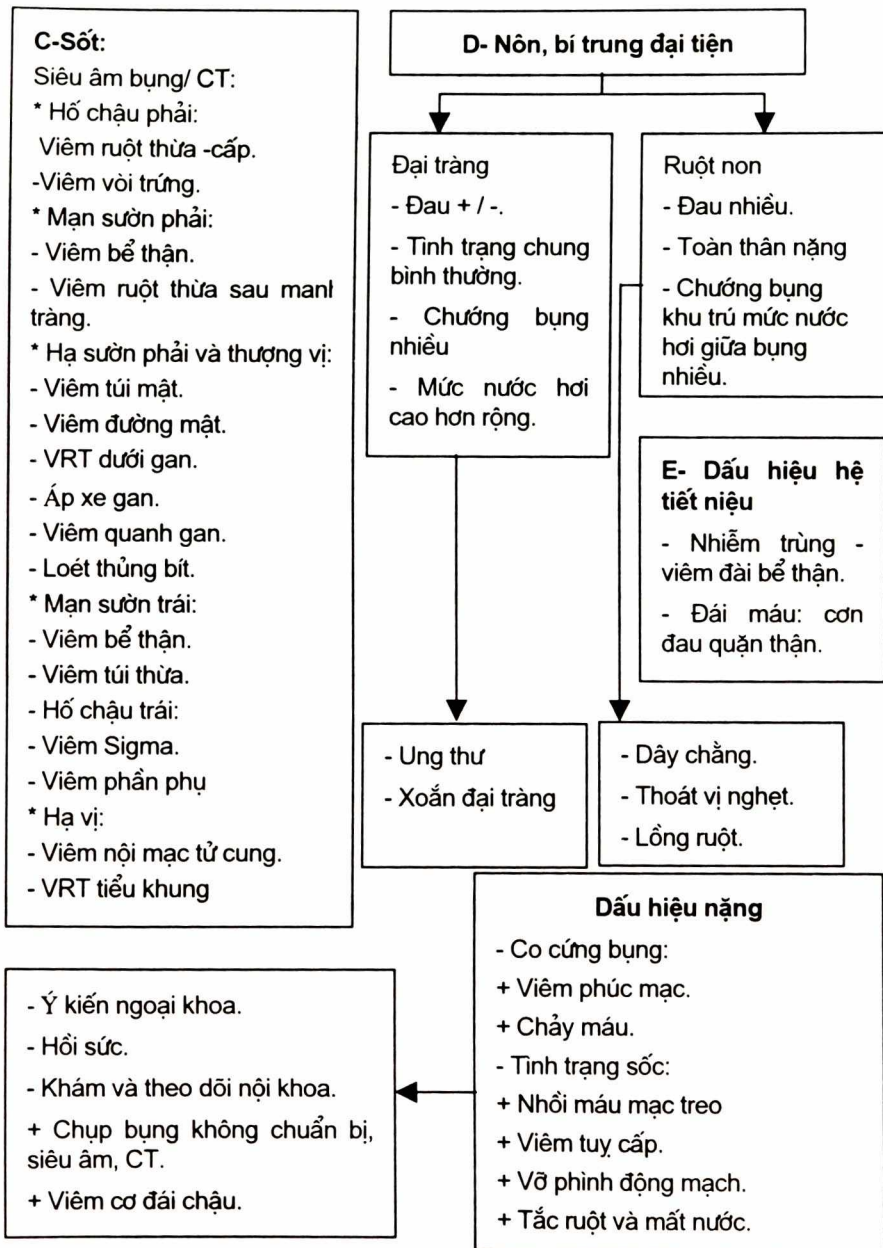 C-Sốt:
Siêu âm bụng/ CT:
* Hố chậu phải:
Viêm ruột thừa -cấp.
-Viêm vòi trứng.
* Mạn sườn phải:
- Viêm bể thận.
- Viêm ruột thừa sau manh
tràng.
* Hạ sườn phải và thượng vị:
- Viêm túi mật.
- Viêm đường mật.
- VRT dưới gan.
- Áp xe gan.
- Viêm quanh gan.
- Loét thủng bít.
* Mạn sườn trái:
- Viêm bể thận.
- Viêm túi thừa.
- Hố chậu trái:
- Viêm Sigma.
- Viêm phần phụ
* Hạ vị:
- Viêm nội mạc tử cung.
- VRT tiểu khung
D- Nôn, bí trung đại tiện
Đại tràng
- Đau + / -.
- Tình trạng chung
bình thường.
- Chướng bụng
nhiều
- Mức nước hơi
cao hơn rộng.
Ruột non
- Đau nhiều.
- Toàn thân nặng
- Chướng bụng
khu trú mức nước
hơi giữa bụng
nhiều.
E- Dấu hiệu hệ
tiết niệu
- Nhiễm trùng -
viêm đài bể thận.
- Đái máu: cơn
đau quặn thận.
- Ung thư
- Xoắn đại tràng
- Dây chằng.
- Thoát vị nghẹt.
- Lồng ruột.
Dấu hiệu nặng
- Co cứng bụng:
+ Viêm phúc mạc.
+ Chảy máu.
- Tình trạng sốc:
+ Nhồi máu mạc treo
+ Viêm tuỵ cấp.
+ Vỡ phình động mạch.
+ Tắc ruột và mất nước.
- Ý kiến ngoại khoa.
- Hồi sức.
- Khám và theo dõi nội khoa.
+ Chụp bụng không chuẩn bị,
siêu âm, CT.
+ Viêm cơ đái chậu.